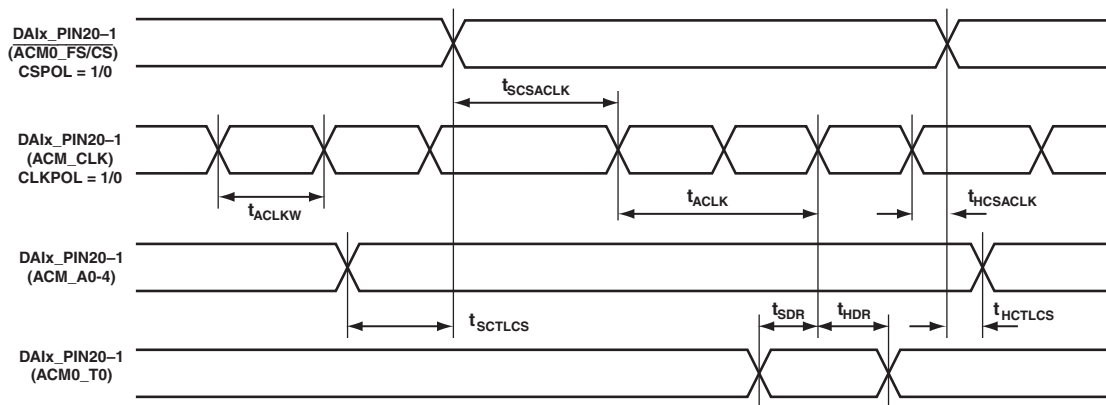 DAIx_PIN20–1
(ACM0_FS/CS)
CSPOL = 1/0
tSCSACLK
DAIx_PIN20–1
(ACM_CLK)
CLKPOL = 1/0
tACLKW
tACLK
tHCSACLK
DAIx_PIN20–1
(ACM_A0-4)
tSCTLCS
tSDR
tHDR
tHCTLCS
DAIx_PIN20–1
(ACM0_T0)